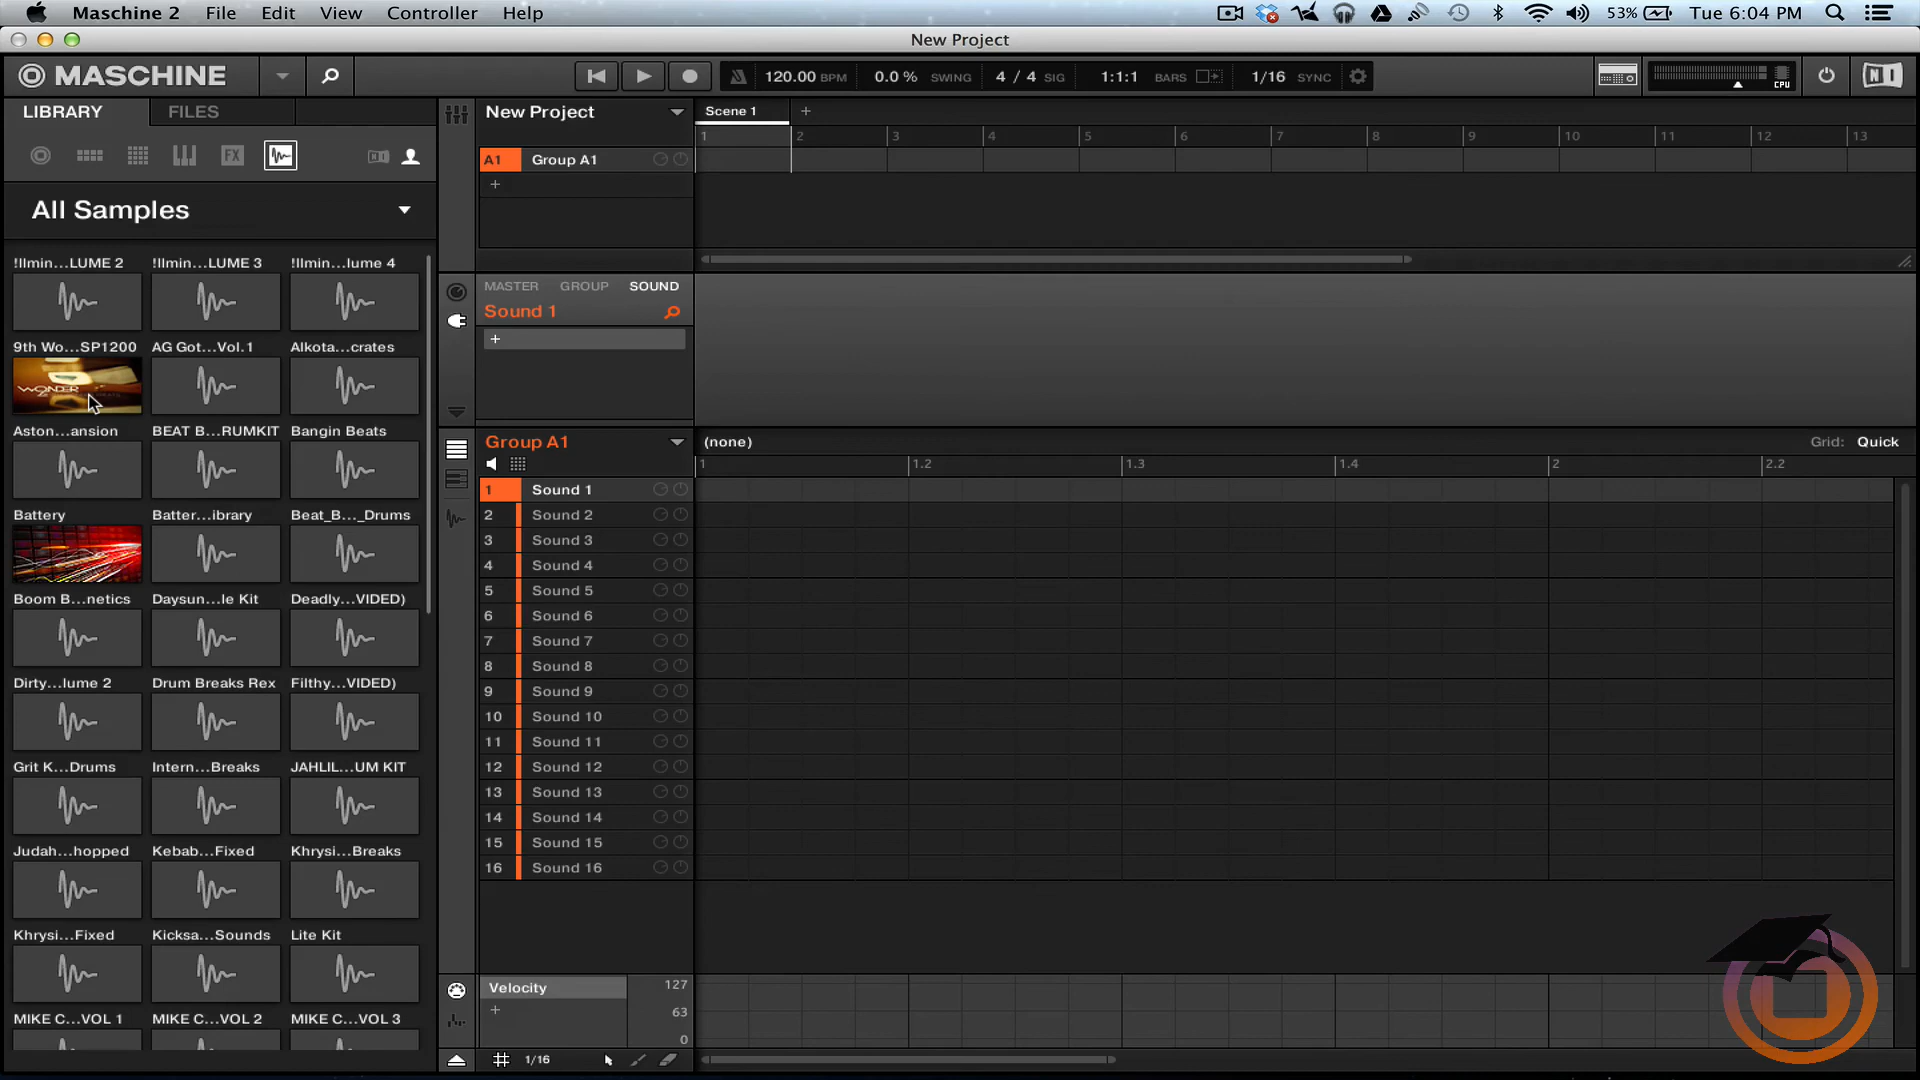 Maschine 2 File Edit View Controller Help 53% Tue 6:04 PM
New Project
MASCHINE 120.00 BPM 0.0 % SWING 4 / 4 SIG 1:1:1 BARS 1/16 SYNC CPU
LIBRARY FILES New Project Scene 1 +
1 2 3 4 5 6 7 8 9 10 11 12 13
FX A1 Group A1
+
All Samples
!llmin...LUME 2 !llmin...LUME 3 !llmin...lume 4
MASTER GROUP SOUND
Sound 1
+
9th Wo...SP1200 AG Got...Vol.1 Alkota...crates
WONDER
Aston...ansion BEAT B...RUMKIT Bangin Beats
Group A1 (none) Grid: Quick
1 1.2 1.3 1.4 2 2.2
1 Sound 1
Battery Batter...ibrary Beat_B..._Drums
2 Sound 2
3 Sound 3
4 Sound 4
5 Sound 5
Boom B...netics Daysun...le Kit Deadly...VIDED)
6 Sound 6
7 Sound 7
8 Sound 8
Dirty...lume 2 Drum Breaks Rex Filthy...VIDED)
9 Sound 9
10 Sound 10
11 Sound 11
Grit K...Drums Intern...Breaks JAHLIL...UM KIT
12 Sound 12
13 Sound 13
14 Sound 14
15 Sound 15
Judah...hopped Kebab...Fixed Khrysi...Breaks
16 Sound 16
Khrysi...Fixed Kicksa...Sounds Lite Kit
Velocity 127
+ 63
0
MIKE C...VOL 1 MIKE C...VOL 2 MIKE C...VOL 3
1/16